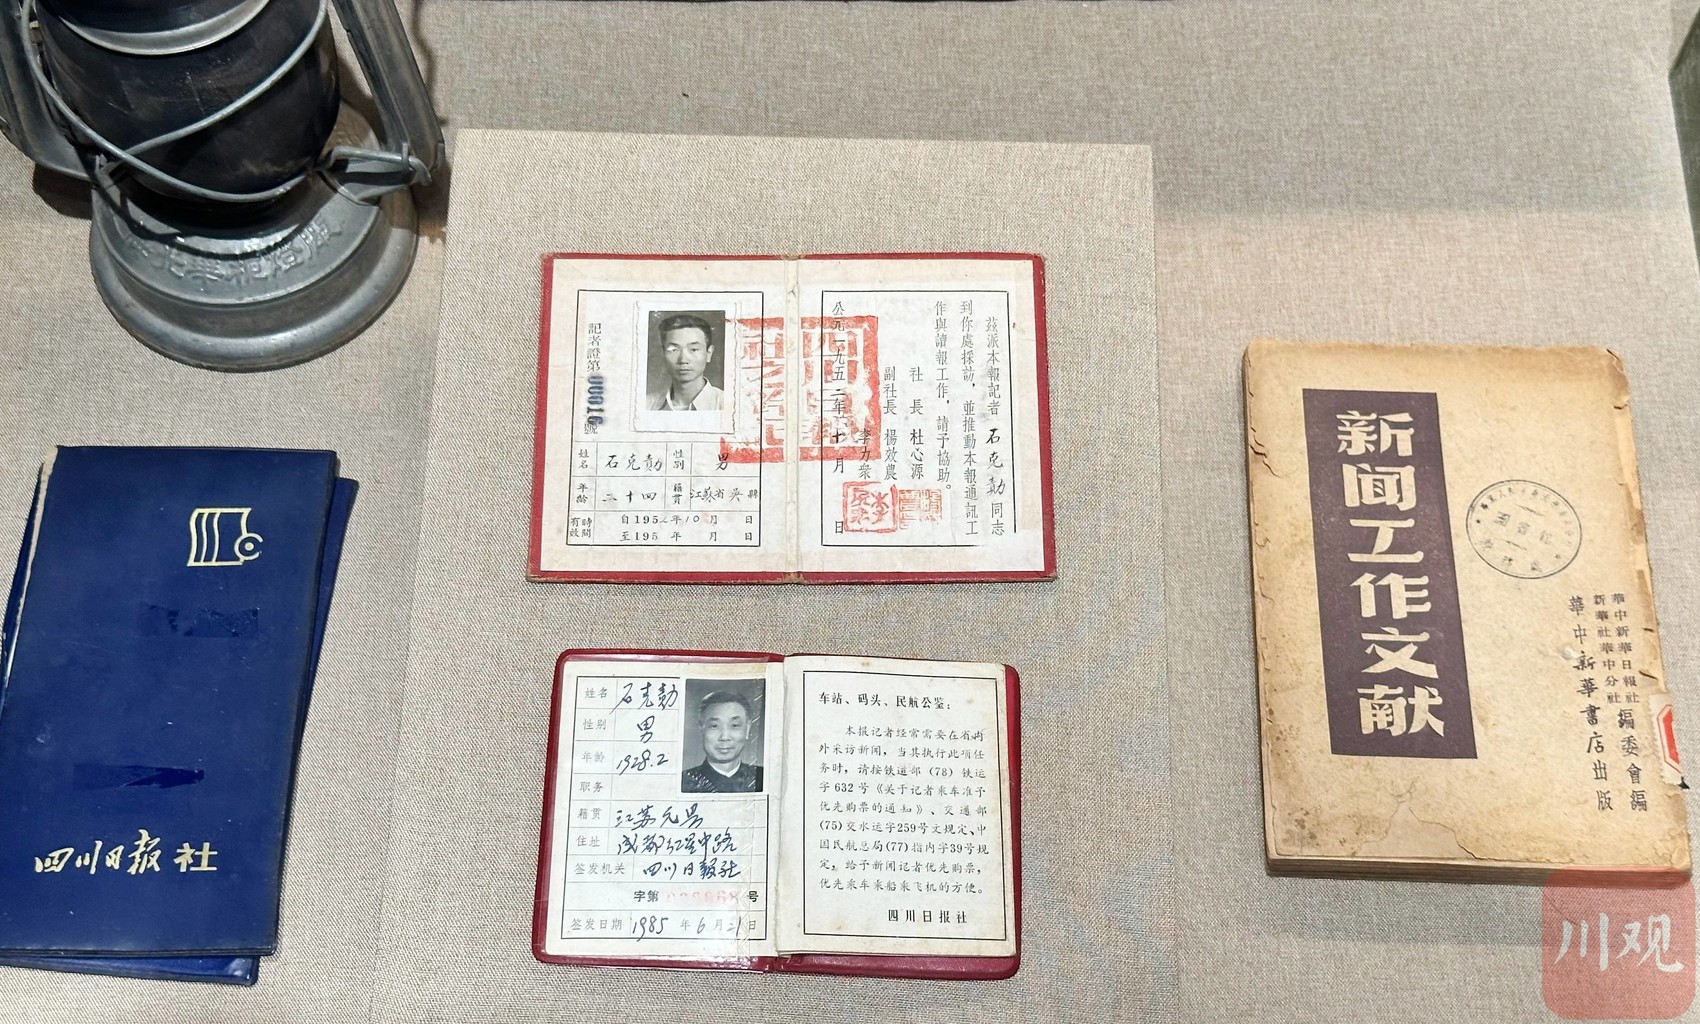 四川日报社
記者證第00016號
姓名 石克勣 性別 男
年齡 二十四 籍貫 江蘇省吳縣
有效時間 自195 年10月 日
至195 年 月 日
茲派本報記者 石克勣 同志
到你處採訪，並推動本報通訊工
作與讀報工作，請予協助。
社長 杜心源
副社長 楊效農
李力衆
公元一九五二年十月 日
姓名 石克勣
性别 男
年龄 1928.2
职务
籍贯 江苏
住址 成都红星中路
签发机关 四川日報社
字第 号
签发日期 1985年6月21日
车站、码头、民航公鉴：
本报记者经常需要在省内
外采访新闻，当其执行此项任
务时，请按铁道部（78）铁运
字632号《关于记者乘车准予
优先购票的通知》、交通部
（75）交水运字259号文规定、中
国民航总局（77）指内字39号规
定，给予新闻记者优先购票，
优先乘车乘船乘飞机的方便。
四川日报社
新闻工作文献
華中新華日報社
新華社華中分社
編委會編
華中新華書店出版
川观